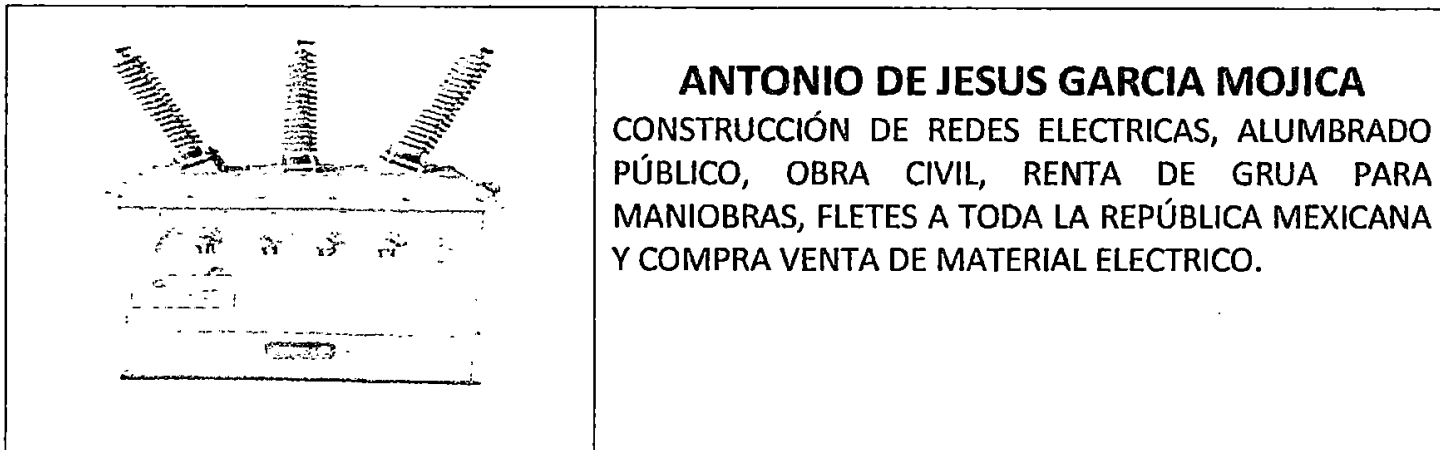 ANTONIO DE JESUS GARCIA MOJICA
CONSTRUCCIÓN DE REDES ELECTRICAS, ALUMBRADO
PÚBLICO, OBRA CIVIL, RENTA DE GRUA PARA
MANIOBRAS, FLETES A TODA LA REPÚBLICA MEXICANA
Y COMPRA VENTA DE MATERIAL ELECTRICO.